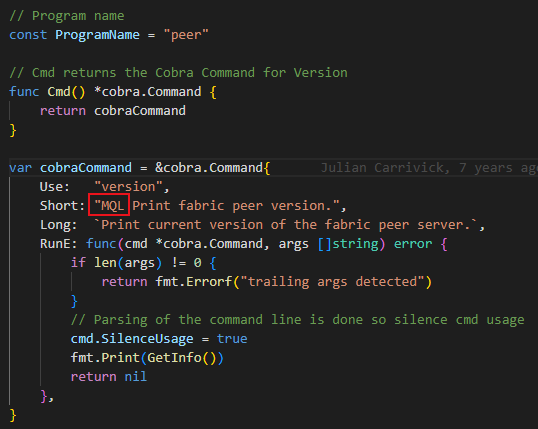 // Program name
const ProgramName = "peer"
// Cmd returns the Cobra Command for Version
func Cmd() *cobra.Command {
    return cobraCommand
}
var cobraCommand = &cobra.Command{ Julian Carrivick, 7 years ago
    Use:   "version",
    Short: "MQL Print fabric peer version.",
    Long:  `Print current version of the fabric peer server.`,
    RunE: func(cmd *cobra.Command, args []string) error {
        if len(args) != 0 {
            return fmt.Errorf("trailing args detected")
        }
        // Parsing of the command line is done so silence cmd usage
        cmd.SilenceUsage = true
        fmt.Print(GetInfo())
        return nil
    },
}